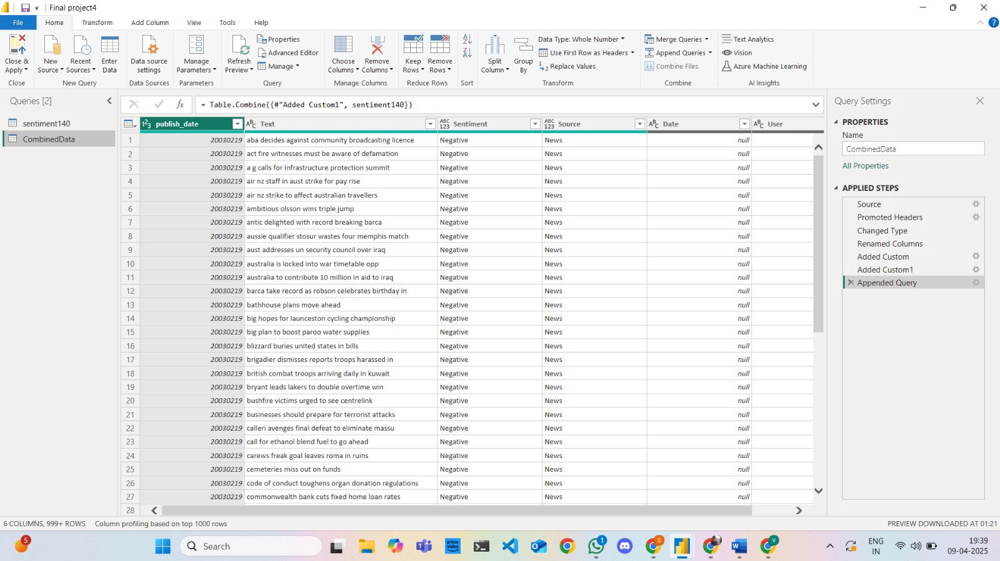 Final project4
File Home Transform Add Column View Tools Help
Close & Apply
New Source
Recent Sources
Enter Data
Data source settings
Manage Parameters
Refresh Preview
Properties
Advanced Editor
Manage
Choose Columns
Remove Columns
Keep Rows
Remove Rows
Split Column
Group By
Data Type: Whole Number
Use First Row as Headers
Replace Values
Merge Queries
Append Queries
Combine Files
Text Analytics
Vision
Azure Machine Learning
Close New Query Data Sources Parameters Query Manage Columns Reduce Rows Sort Transform Combine AI Insights
Queries [2]
sentiment140
CombinedData
fx = Table.Combine({#"Added Custom1", sentiment140})
publish_date Text Sentiment Source Date User
1 20030219 aba decides against community broadcasting licence Negative News null
2 20030219 act fire witnesses must be aware of defamation Negative News null
3 20030219 a g calls for infrastructure protection summit Negative News null
4 20030219 air nz staff in aust strike for pay rise Negative News null
5 20030219 air nz strike to affect australian travellers Negative News null
6 20030219 ambitious olsson wins triple jump Negative News null
7 20030219 antic delighted with record breaking barca Negative News null
8 20030219 aussie qualifier stosur wastes four memphis match Negative News null
9 20030219 aust addresses un security council over iraq Negative News null
10 20030219 australia is locked into war timetable opp Negative News null
11 20030219 australia to contribute 10 million in aid to iraq Negative News null
12 20030219 barca take record as robson celebrates birthday in Negative News null
13 20030219 bathhouse plans move ahead Negative News null
14 20030219 big hopes for launceston cycling championship Negative News null
15 20030219 big plan to boost paroo water supplies Negative News null
16 20030219 blizzard buries united states in bills Negative News null
17 20030219 brigadier dismisses reports troops harassed in Negative News null
18 20030219 british combat troops arriving daily in kuwait Negative News null
19 20030219 bryant leads lakers to double overtime win Negative News null
20 20030219 bushfire victims urged to see centrelink Negative News null
21 20030219 businesses should prepare for terrorist attacks Negative News null
22 20030219 calleri avenges final defeat to eliminate massu Negative News null
23 20030219 call for ethanol blend fuel to go ahead Negative News null
24 20030219 carews freak goal leaves roma in ruins Negative News null
25 20030219 cemeteries miss out on funds Negative News null
26 20030219 code of conduct toughens organ donation regulations Negative News null
27 20030219 commonwealth bank cuts fixed home loan rates Negative News null
28
Query Settings
PROPERTIES
Name
CombinedData
All Properties
APPLIED STEPS
Source
Promoted Headers
Changed Type
Renamed Columns
Added Custom
Added Custom1
Appended Query
6 COLUMNS, 999+ ROWS Column profiling based on top 1000 rows PREVIEW DOWNLOADED AT 01:21
5
Search
prime video
1
S
V
ENG
IN
19:39
09-04-2025